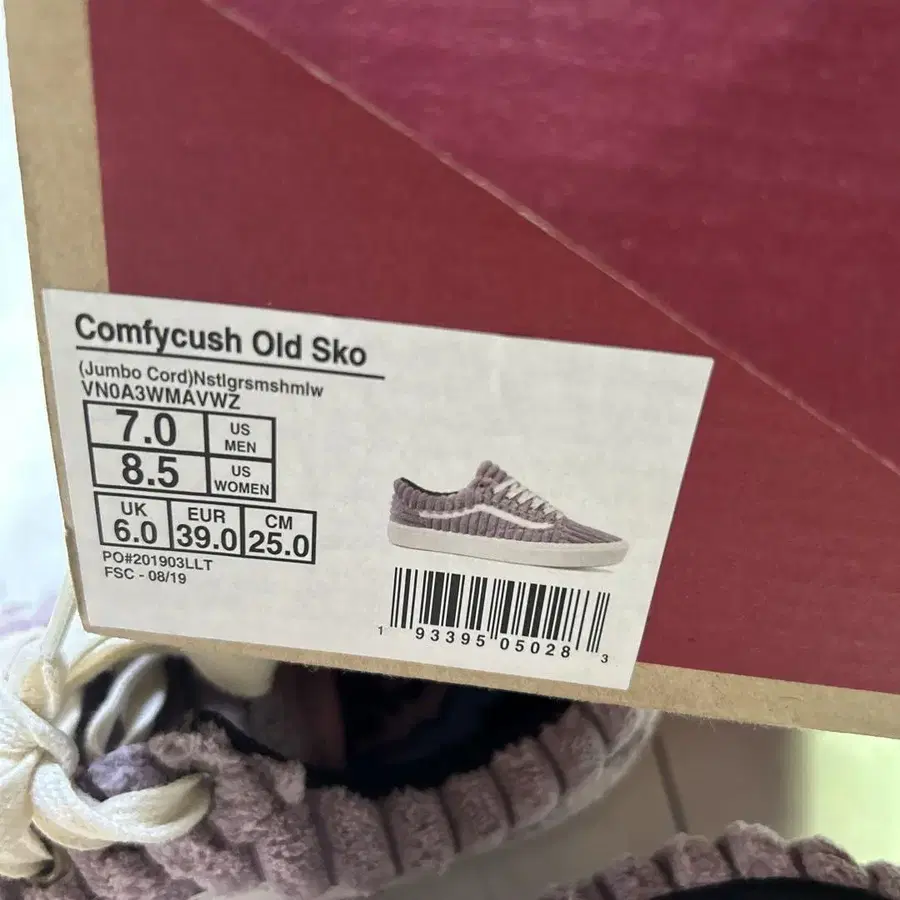 Comfycush Old Sko
(Jumbo Cord)Nstlgrsmshmlw
VN0A3WMAVWZ
7.0 US MEN
8.5 US WOMEN
UK EUR CM
6.0 39.0 25.0
PO#201903LLT
FSC - 08/19
1 93395 05028 3